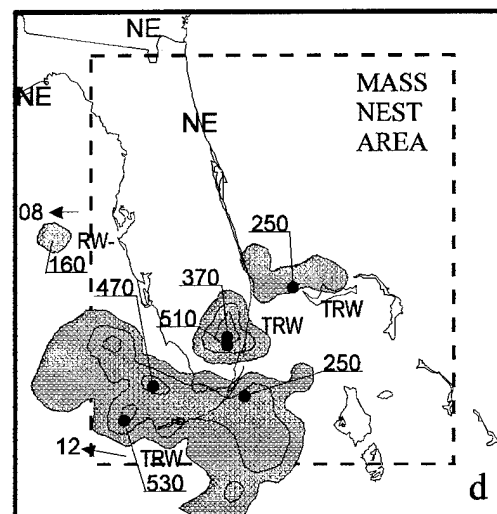 NE
MASS
NEST
AREA
NE
NE
08
RW-
160
250
470
370
510
TRW
TRW
250
12
TRW
530
d